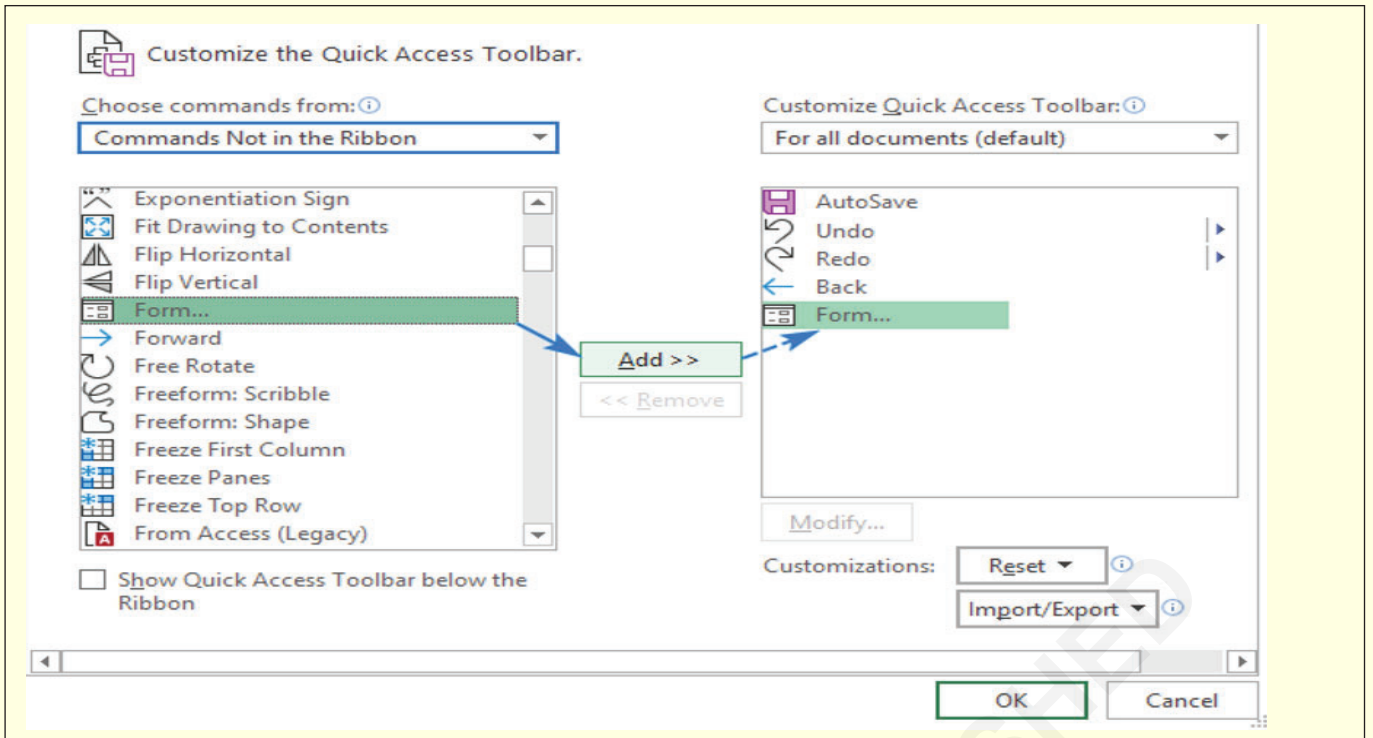 Customize the Quick Access Toolbar.
Choose commands from:
Commands Not in the Ribbon
Exponentiation Sign
Fit Drawing to Contents
Flip Horizontal
Flip Vertical
Form...
Forward
Free Rotate
Freeform: Scribble
Freeform: Shape
Freeze First Column
Freeze Panes
Freeze Top Row
From Access (Legacy)
Show Quick Access Toolbar below the
Ribbon
Add >>
<< Remove
Customize Quick Access Toolbar:
For all documents (default)
AutoSave
Undo
Redo
Back
Form...
Modify...
Customizations:
Reset
Import/Export
OK
Cancel